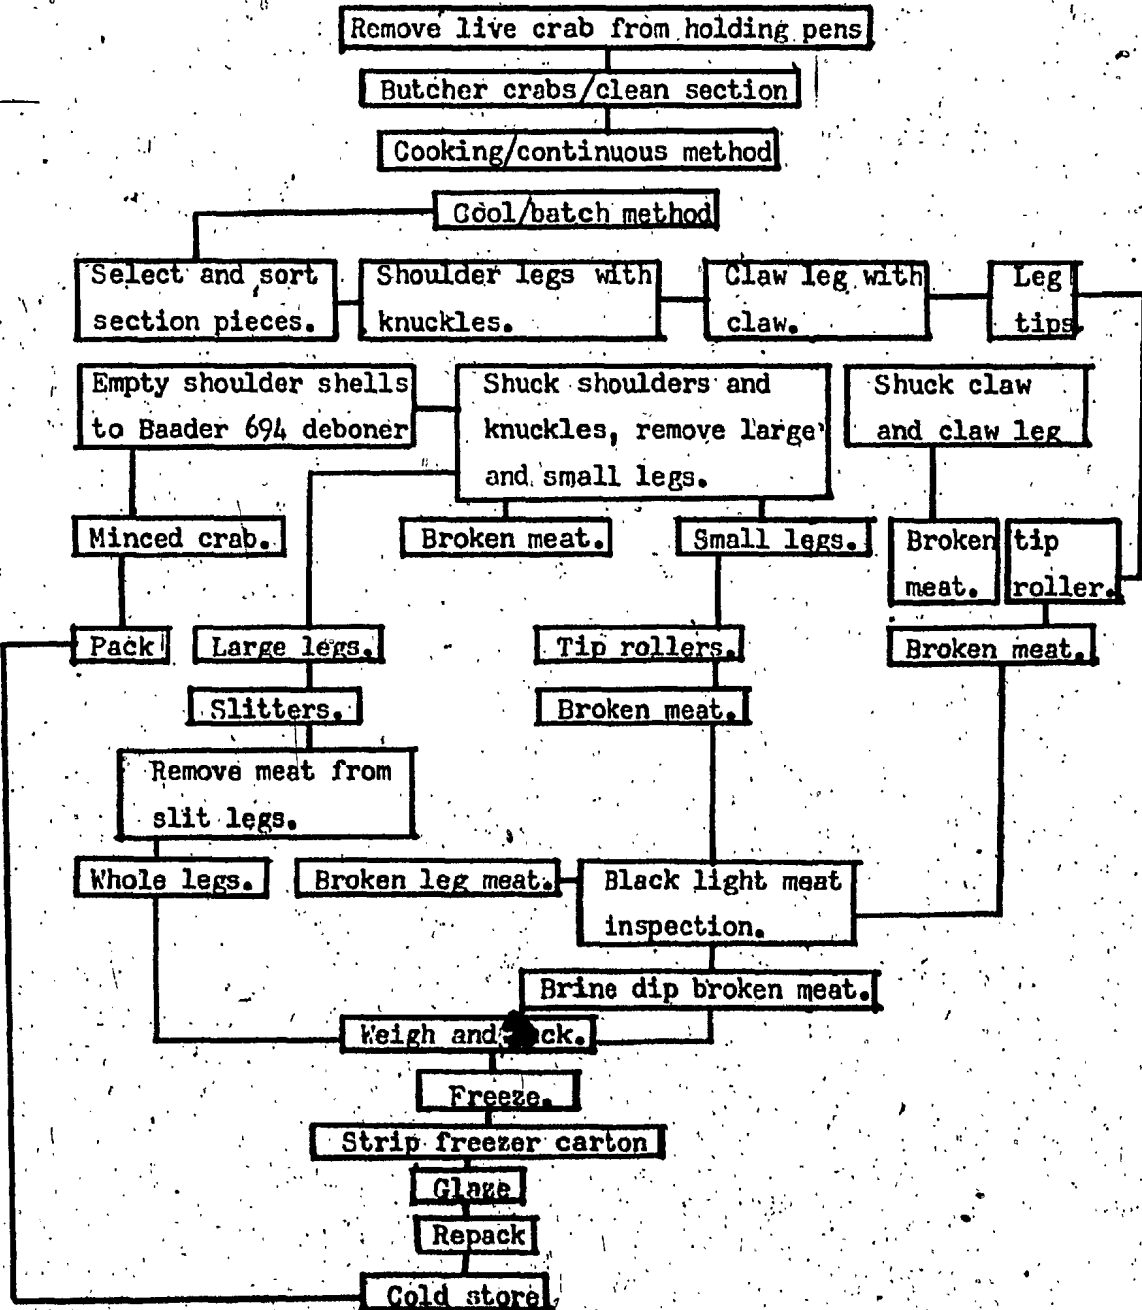 Remove live crab from holding pens
Butcher crabs/clean section
Cooking/continuous method
Cool/batch method
Select and sort
section pieces.
Shoulder legs with
knuckles.
Claw leg with
claw.
Leg
tips
Empty shoulder shells
to Baader 694 deboner
Shuck shoulders and
knuckles, remove large
and small legs.
Shuck claw
and claw leg
Minced crab.
Broken meat.
Small legs.
Broken
meat.
tip
roller.
Pack
Large legs.
Tip rollers.
Broken meat.
Slitters.
Broken meat.
Remove meat from
slit legs.
Whole legs.
Broken leg meat.
Black light meat
inspection.
Brine dip broken meat.
Weigh and
Freeze.
Strip freezer carton
Glaze
Repack
Cold store